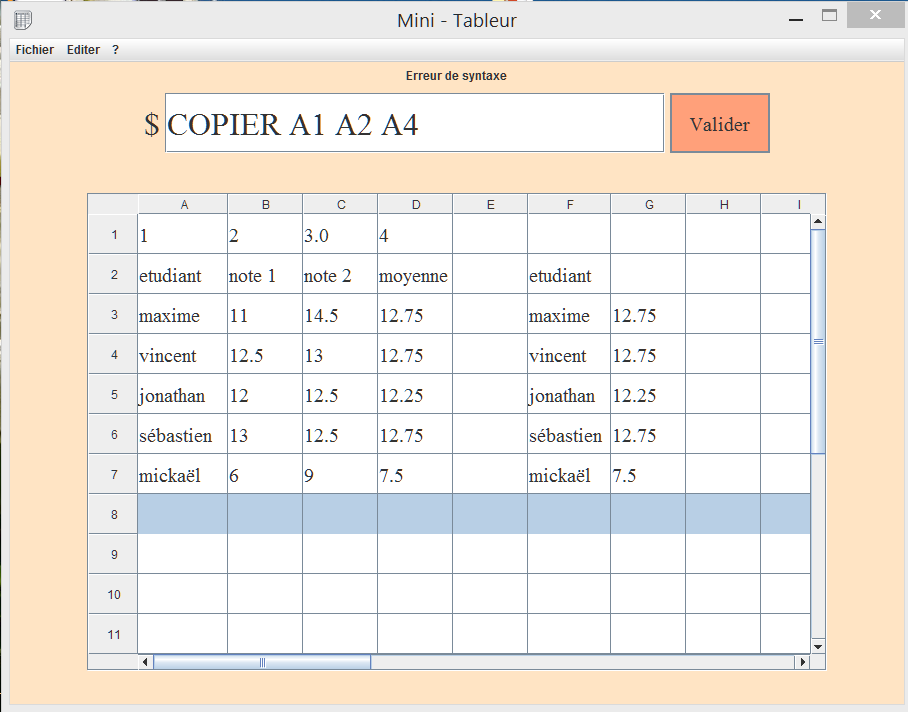 Mini - Tableur
Fichier Editer ?
Erreur de syntaxe
$ COPIER A1 A2 A4 Valider
A B C D E F G H I
1 1 2 3.0 4
2 etudiant note 1 note 2 moyenne etudiant
3 maxime 11 14.5 12.75 maxime 12.75
4 vincent 12.5 13 12.75 vincent 12.75
5 jonathan 12 12.5 12.25 jonathan 12.25
6 sébastien 13 12.5 12.75 sébastien 12.75
7 mickaël 6 9 7.5 mickaël 7.5
8
9
10
11